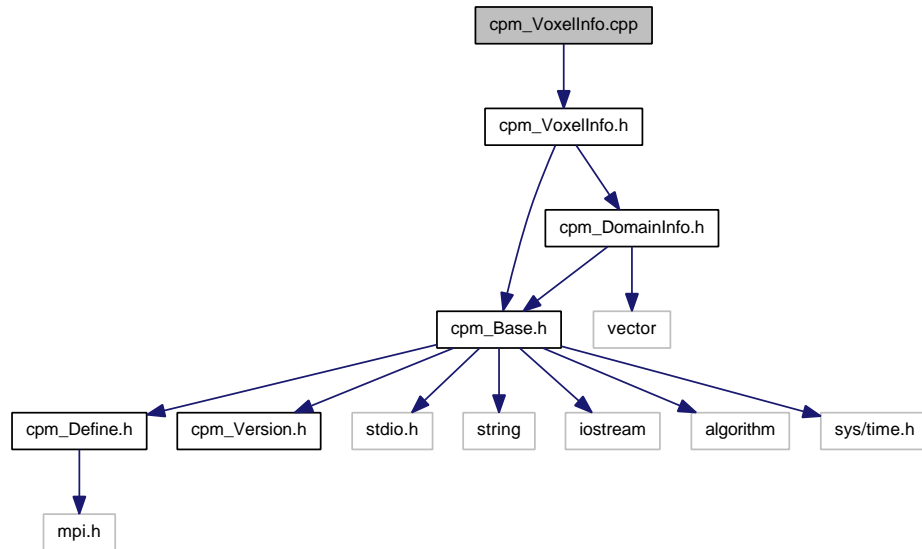 cpm_VoxelInfo.cpp
cpm_VoxelInfo.h
cpm_DomainInfo.h
cpm_Base.h
vector
cpm_Define.h
cpm_Version.h
stdio.h
string
iostream
algorithm
sys/time.h
mpi.h